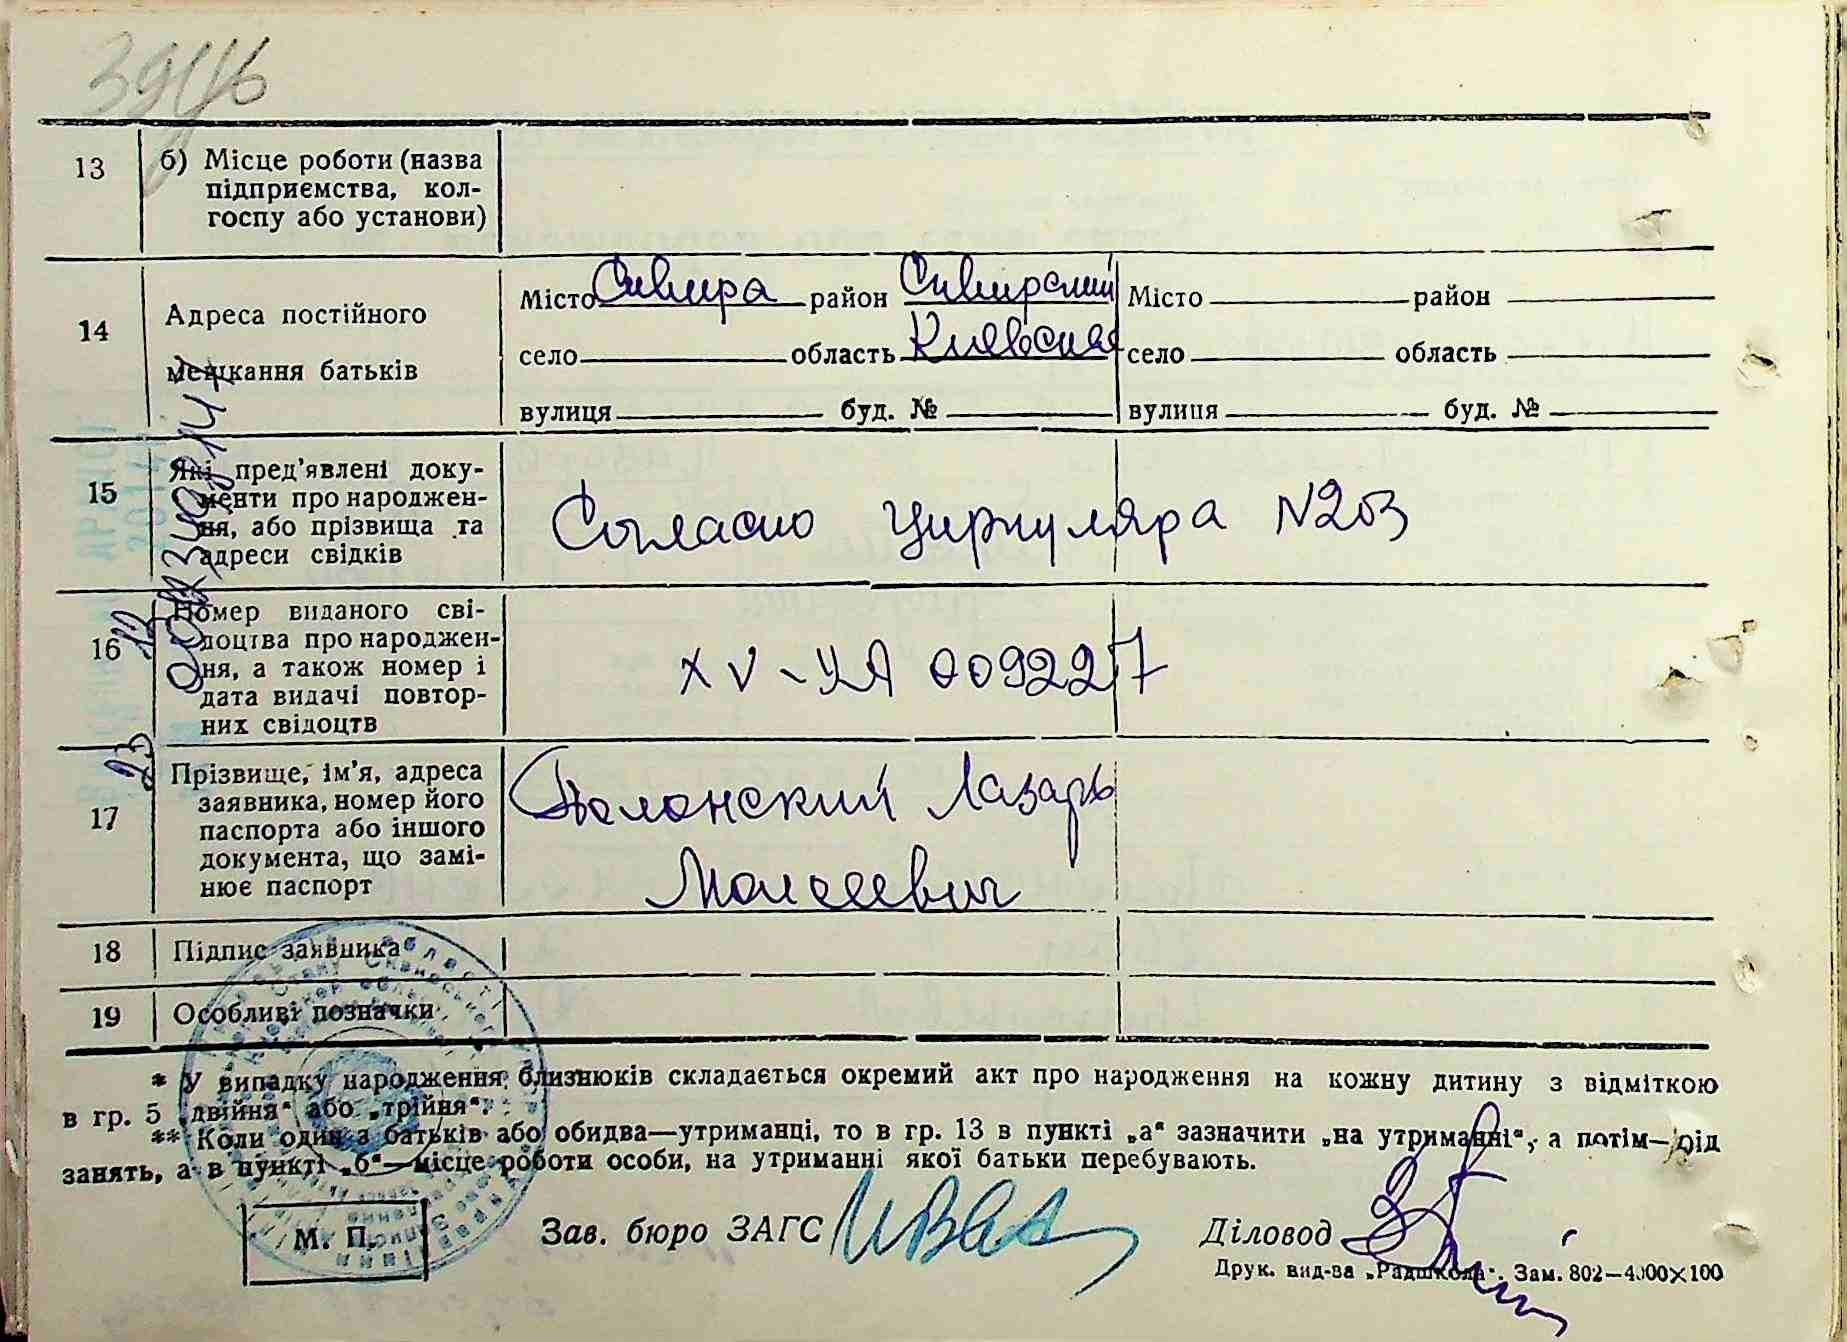 13
б) Місце роботи (назва
підприємства, кол-
госпу або установи)
14
Адреса постійного
мешкання батьків
Місто Сквира район Сквирский
область Киевская
село
вулиця буд. №
Місто район
село область
вулиця буд. №
15
Які пред'явлені доку-
менти про народжен-
ня, або прізвища та
адреси свідків
Согласно циркуляра N203
16
Номер виданого сві-
доцтва про народжен-
ня, а також номер і
дата видачі повтор-
них свідоцтв
XV-УЯ 009227
17
Прізвище, ім'я, адреса
заявника, номер його
паспорта або іншого
документа, що замі-
нює паспорт
Полонский Лазарь
Моисеевич
18
Підпис заявника
19
Особливі позначки
* У випадку народження близнюків складається окремий акт про народження на кожну дитину з відміткою
в гр. 5 „двійня“ або „трійня“.
** Коли один з батьків або обидва—утриманці, то в гр. 13 в пункті „а“ зазначити „на утриманні“, а потім—рід
занять, а в пункті „б“—місце роботи особи, на утриманні якої батьки перебувають.
М. П.
Зав. бюро ЗАГС
Діловод
Друк. вид-ва „Радшкола“. Зам. 802—4000×100